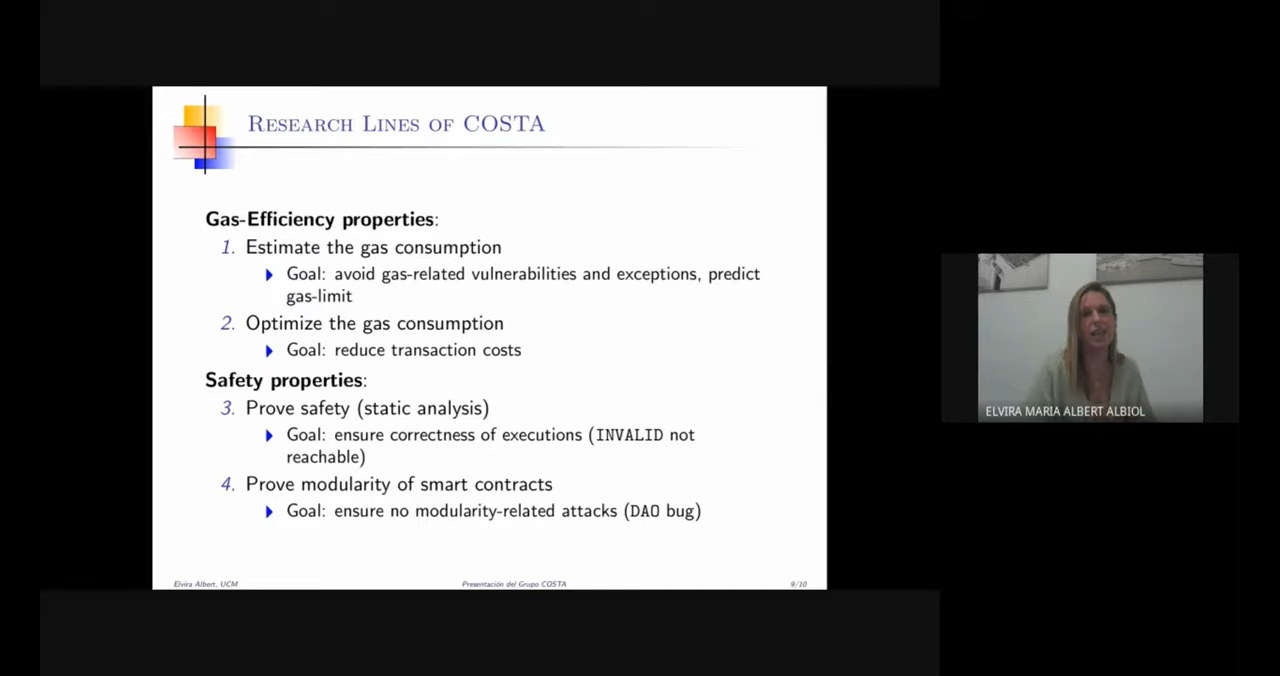 RESEARCH LINES OF COSTA
Gas-Efficiency properties:
1. Estimate the gas consumption
Goal: avoid gas-related vulnerabilities and exceptions, predict
gas-limit
2. Optimize the gas consumption
Goal: reduce transaction costs
Safety properties:
3. Prove safety (static analysis)
Goal: ensure correctness of executions (INVALID not
reachable)
4. Prove modularity of smart contracts
Goal: ensure no modularity-related attacks (DAO bug)
Elvira Albert, UCM
Presentación del Grupo COSTA
9/10
ELVIRA MARIA ALBERT ALBIOL